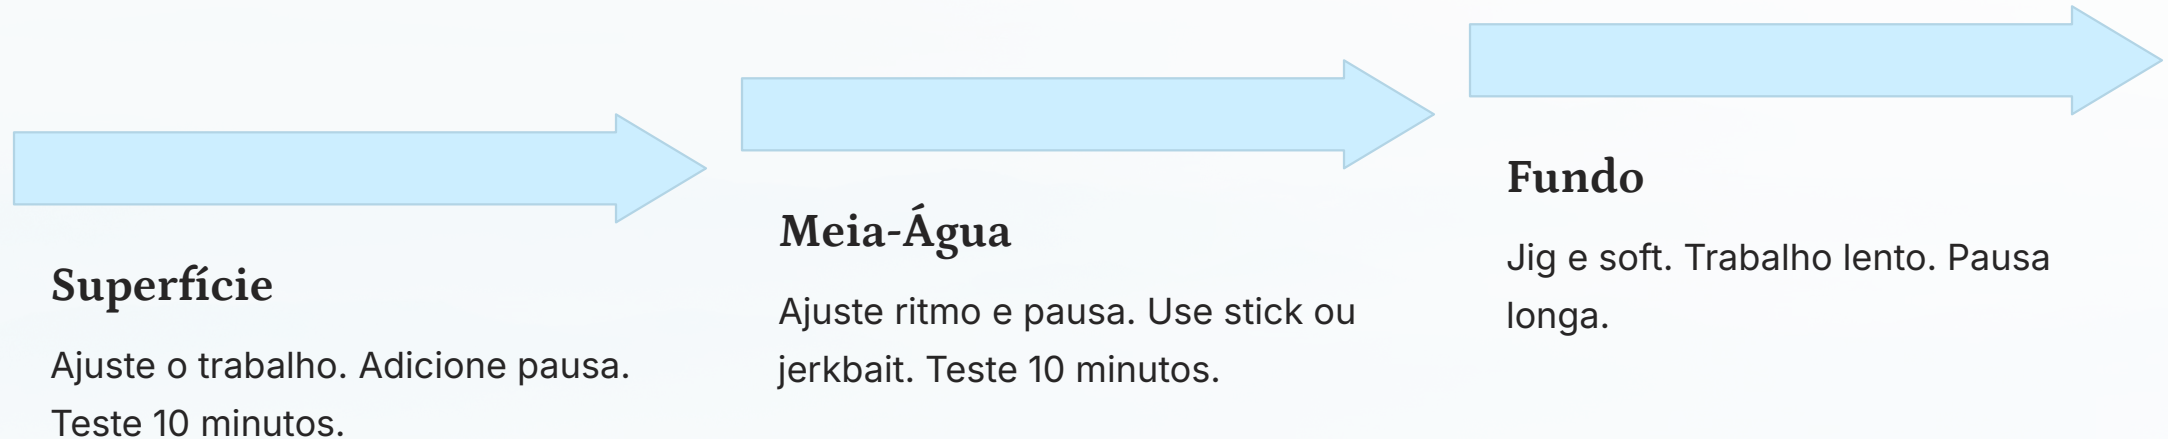 Superfície
Ajuste o trabalho. Adicione pausa.
Teste 10 minutos.
Meia-Água
Ajuste ritmo e pausa. Use stick ou
jerkbait. Teste 10 minutos.
Fundo
Jig e soft. Trabalho lento. Pausa
longa.